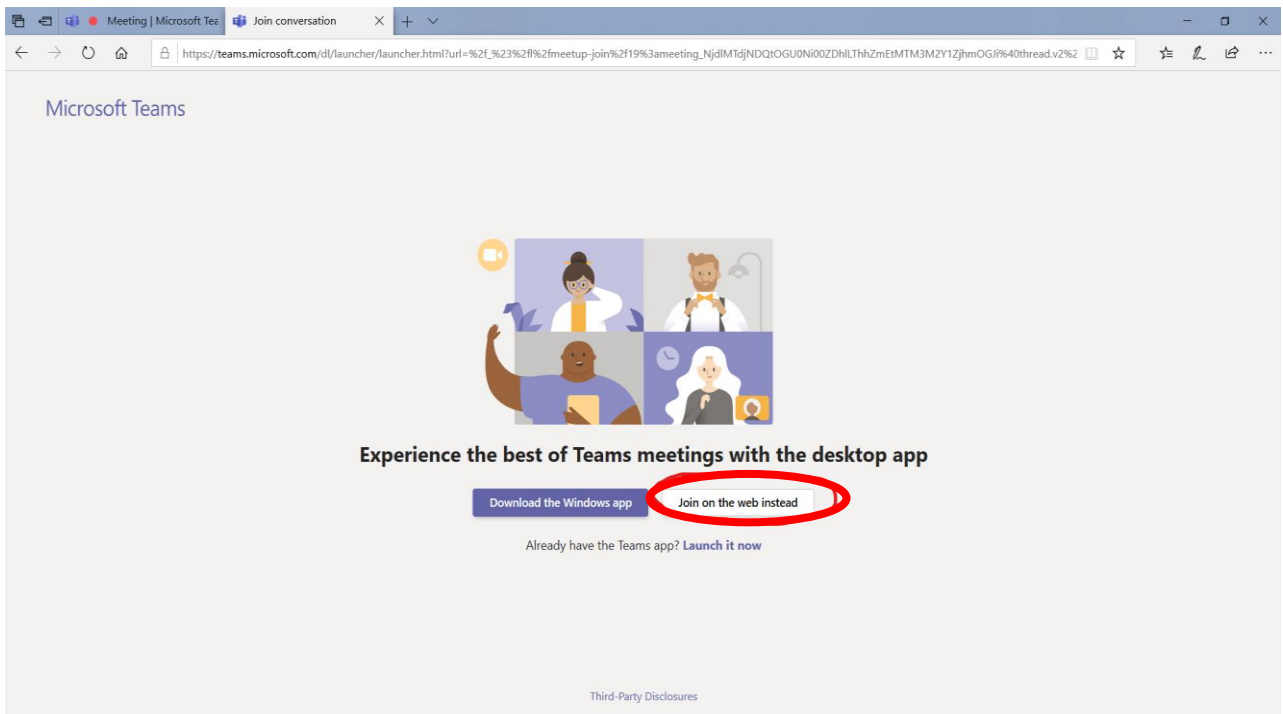 Meeting | Microsoft Tea
Join conversation
https://teams.microsoft.com/dl/launcher/launcher.html?url=%2f_%23%2fl%2fmeetup-join%2f19%3ameeting_NjdlMTdjNDQtOGU0Ni00ZDhlLThhZmEtMTM3M2Y1ZjhmOGJi%40thread.v2%2
Microsoft Teams
Experience the best of Teams meetings with the desktop app
Download the Windows app
Join on the web instead
Already have the Teams app? Launch it now
Third-Party Disclosures